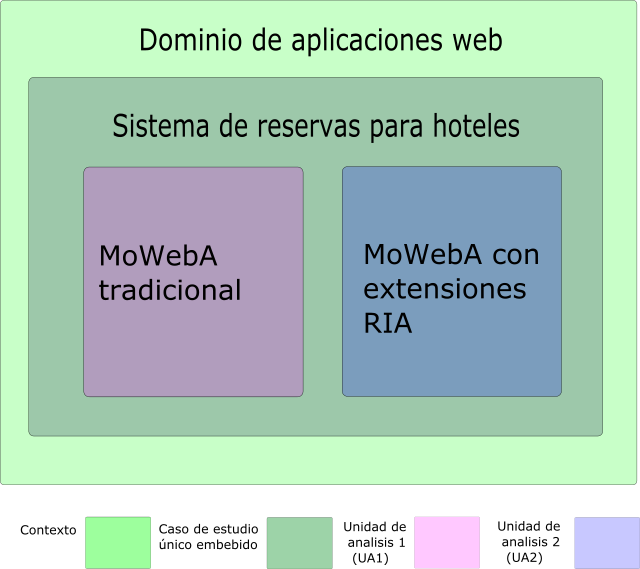 Dominio de aplicaciones web
Sistema de reservas para hoteles
MoWebA
tradicional
MoWebA con
extensiones
RIA
Contexto
Caso de estudio
único embebido
Unidad de
analisis 1
(UA1)
Unidad de
analisis 2
(UA2)